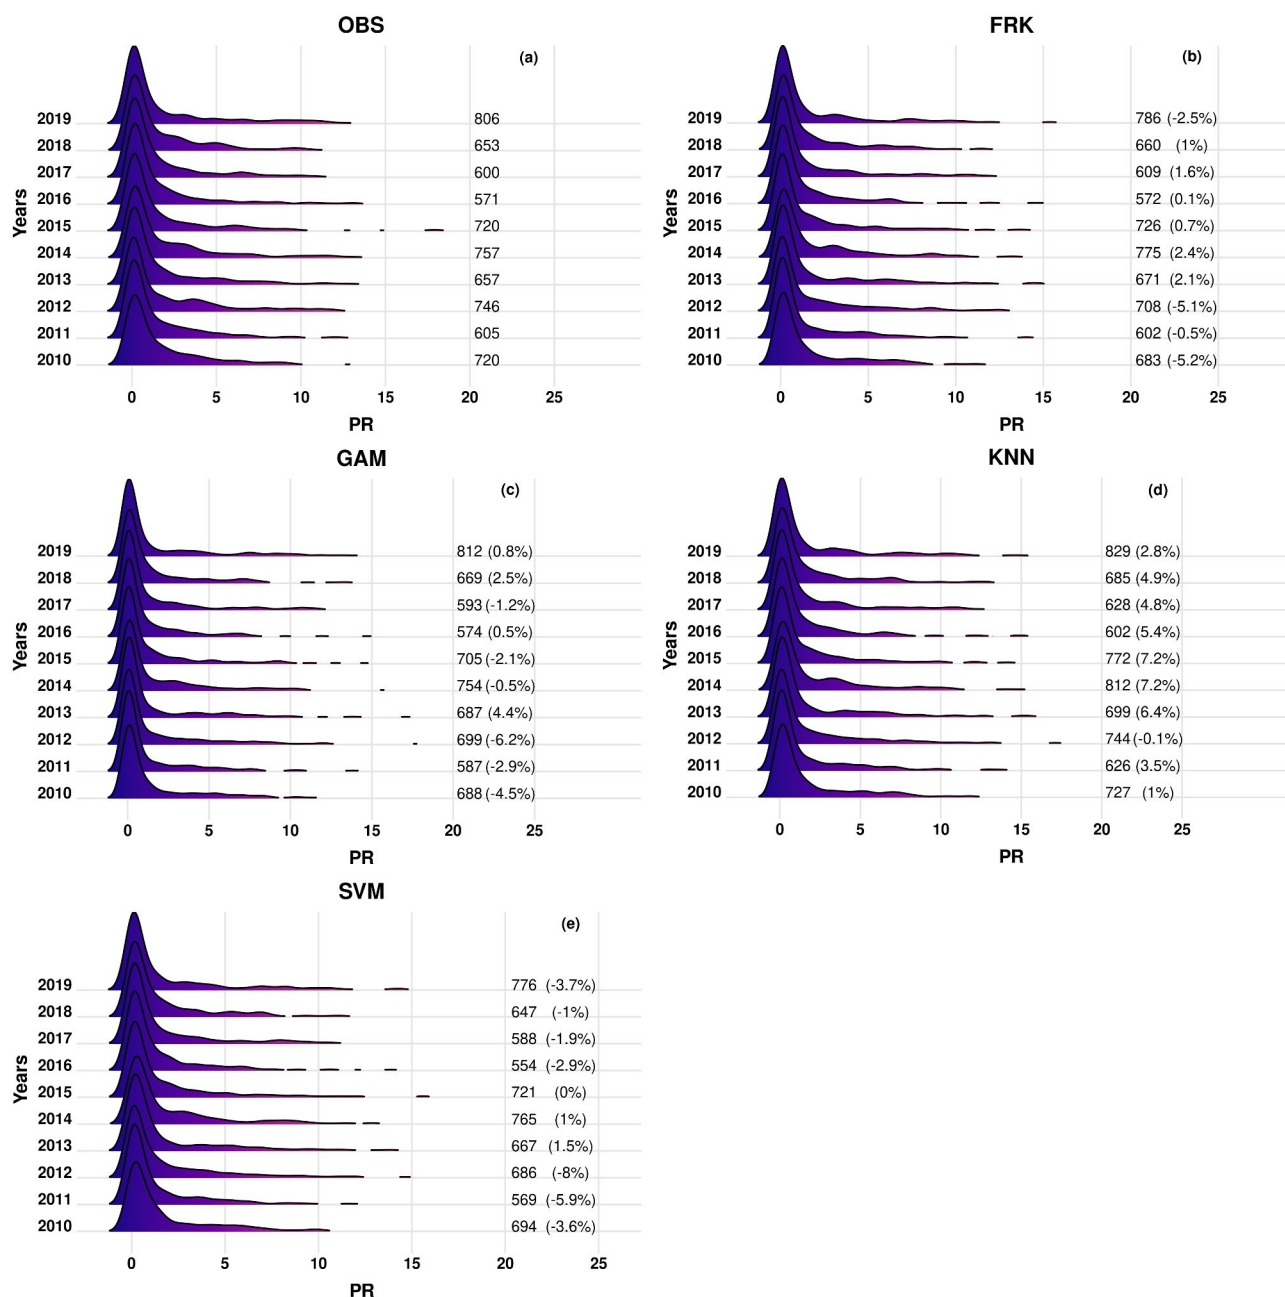 OBS
(a)
2019 806
2018 653
2017 600
2016 571
2015 720
2014 757
2013 657
2012 746
2011 605
2010 720
Years
0 5 10 15 20 25
PR
FRK
(b)
2019 786 (-2.5%)
2018 660 (1%)
2017 609 (1.6%)
2016 572 (0.1%)
2015 726 (0.7%)
2014 775 (2.4%)
2013 671 (2.1%)
2012 708 (-5.1%)
2011 602 (-0.5%)
2010 683 (-5.2%)
Years
0 5 10 15 20 25
PR
GAM
(c)
2019 812 (0.8%)
2018 669 (2.5%)
2017 593 (-1.2%)
2016 574 (0.5%)
2015 705 (-2.1%)
2014 754 (-0.5%)
2013 687 (4.4%)
2012 699 (-6.2%)
2011 587 (-2.9%)
2010 688 (-4.5%)
Years
0 5 10 15 20 25
PR
KNN
(d)
2019 829 (2.8%)
2018 685 (4.9%)
2017 628 (4.8%)
2016 602 (5.4%)
2015 772 (7.2%)
2014 812 (7.2%)
2013 699 (6.4%)
2012 744 (-0.1%)
2011 626 (3.5%)
2010 727 (1%)
Years
0 5 10 15 20 25
PR
SVM
(e)
2019 776 (-3.7%)
2018 647 (-1%)
2017 588 (-1.9%)
2016 554 (-2.9%)
2015 721 (0%)
2014 765 (1%)
2013 667 (1.5%)
2012 686 (-8%)
2011 569 (-5.9%)
2010 694 (-3.6%)
Years
0 5 10 15 20 25
PR